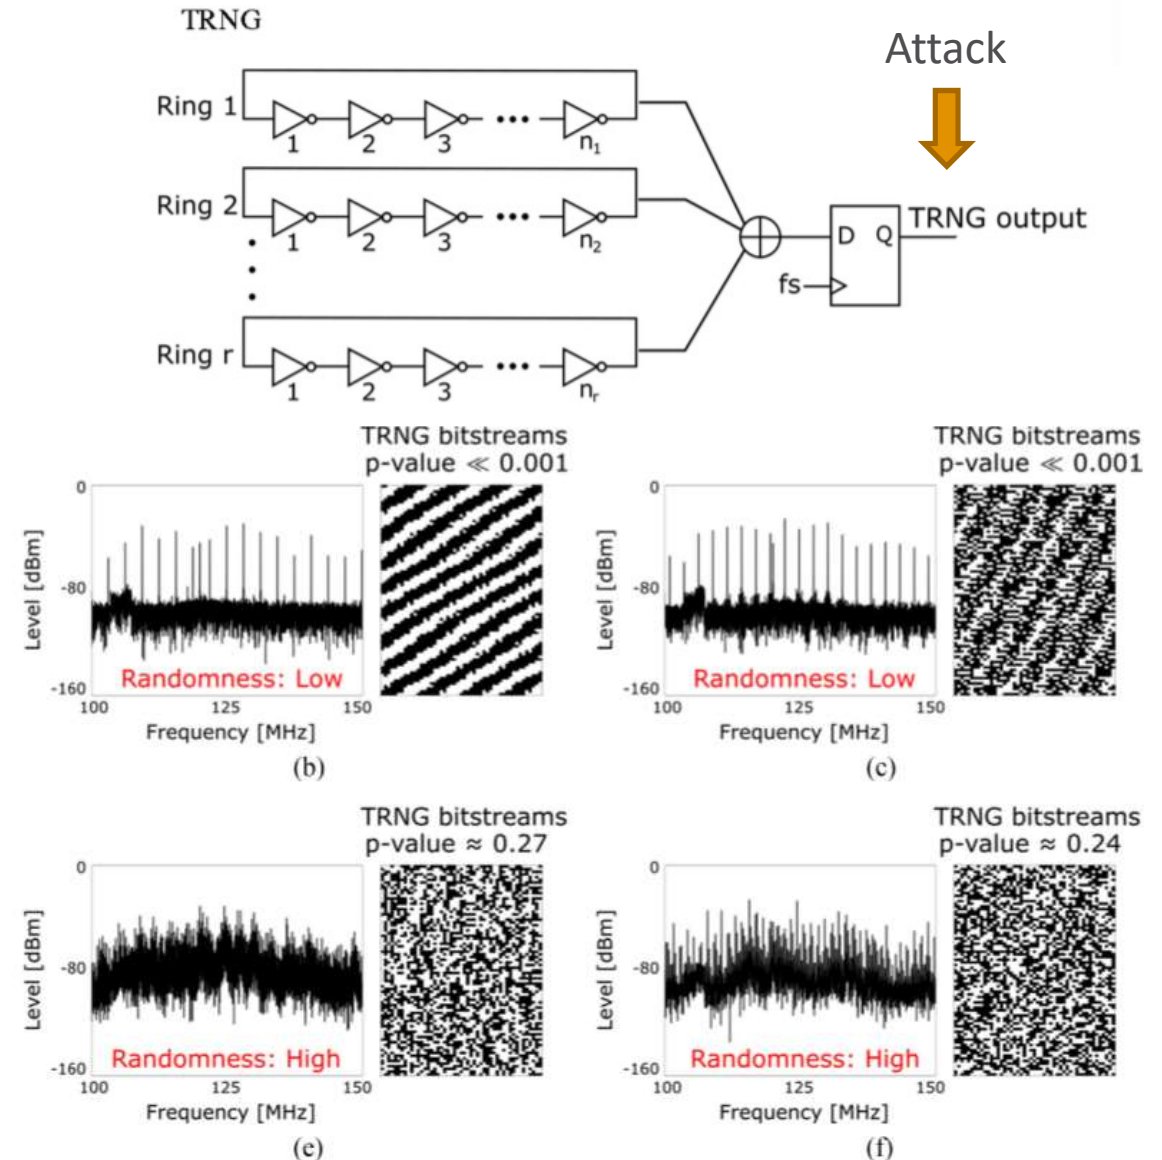 TRNG
Attack
Ring 1
1 2 3 n₁
Ring 2
1 2 3 n₂
TRNG output
D Q
fs
Ring r
1 2 3 nᵣ
TRNG bitstreams
p-value ≪ 0.001
0
-80
-160
Level [dBm]
Randomness: Low
100 125 150
Frequency [MHz]
(b)
TRNG bitstreams
p-value ≪ 0.001
0
-80
-160
Level [dBm]
Randomness: Low
100 125 150
Frequency [MHz]
(c)
TRNG bitstreams
p-value ≈ 0.27
0
-80
-160
Level [dBm]
Randomness: High
100 125 150
Frequency [MHz]
(e)
TRNG bitstreams
p-value ≈ 0.24
0
-80
-160
Level [dBm]
Randomness: High
100 125 150
Frequency [MHz]
(f)